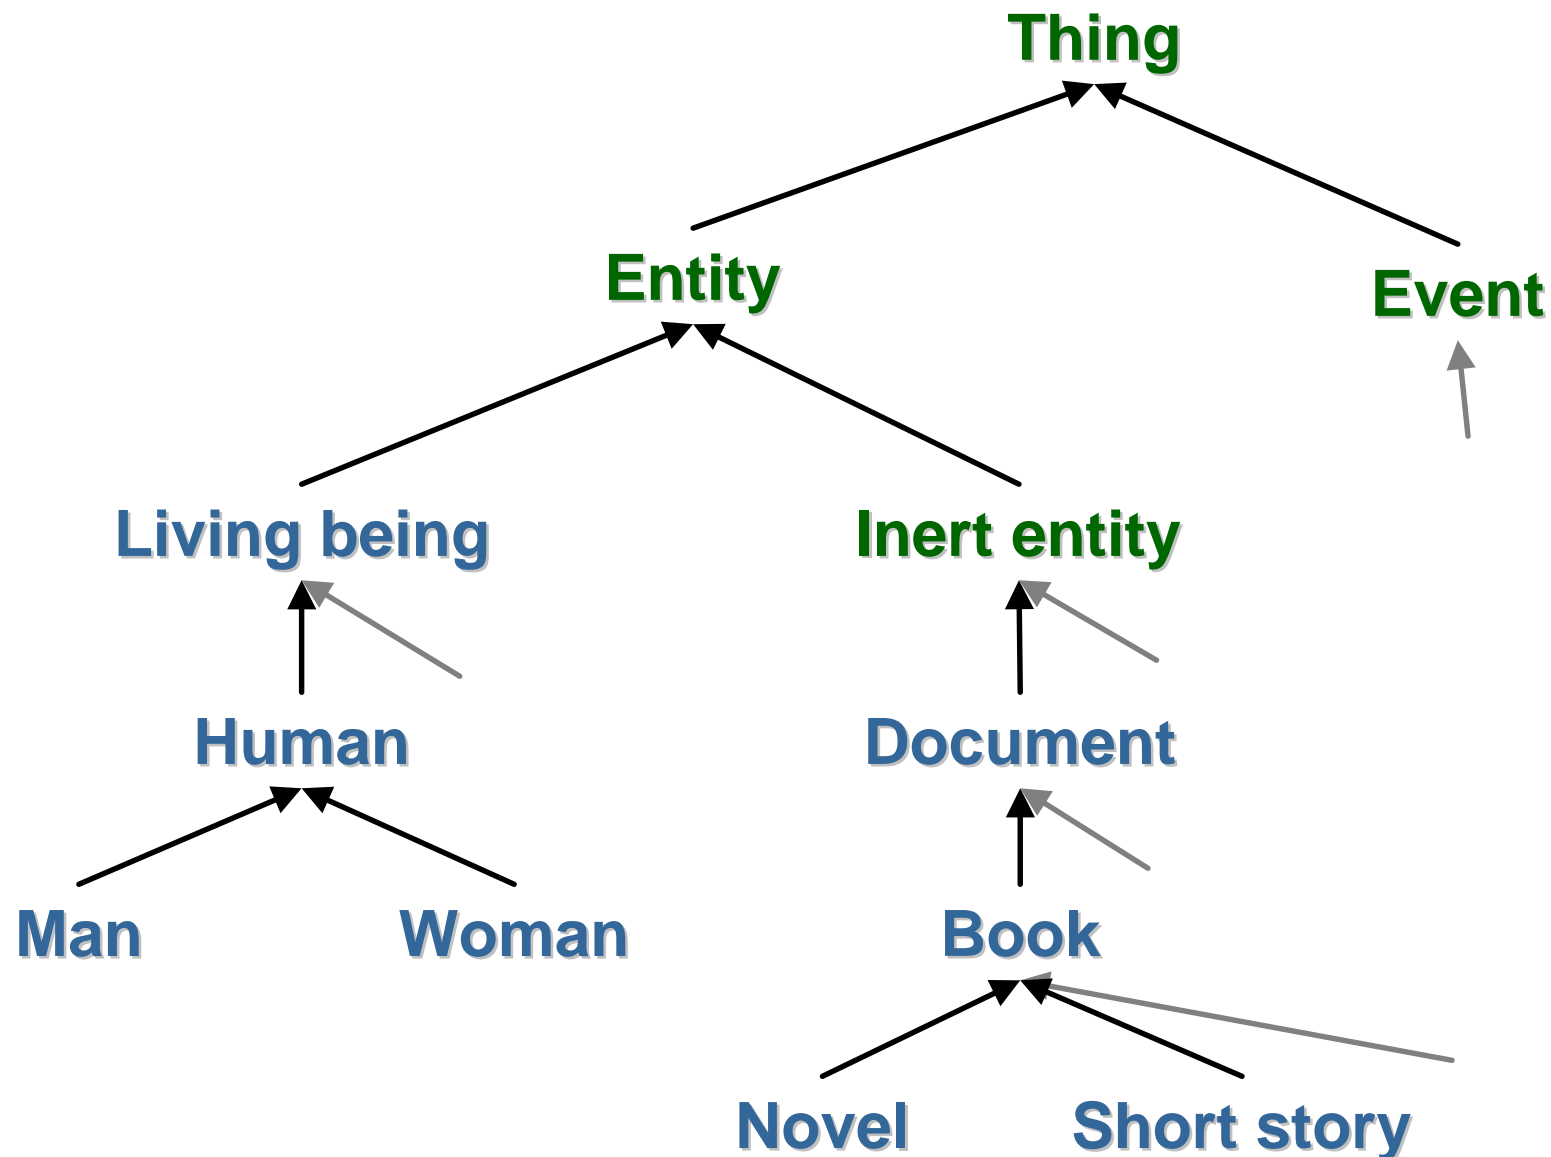 Thing
Entity
Event
Living being
Inert entity
Human
Document
Man
Woman
Book
Novel
Short story